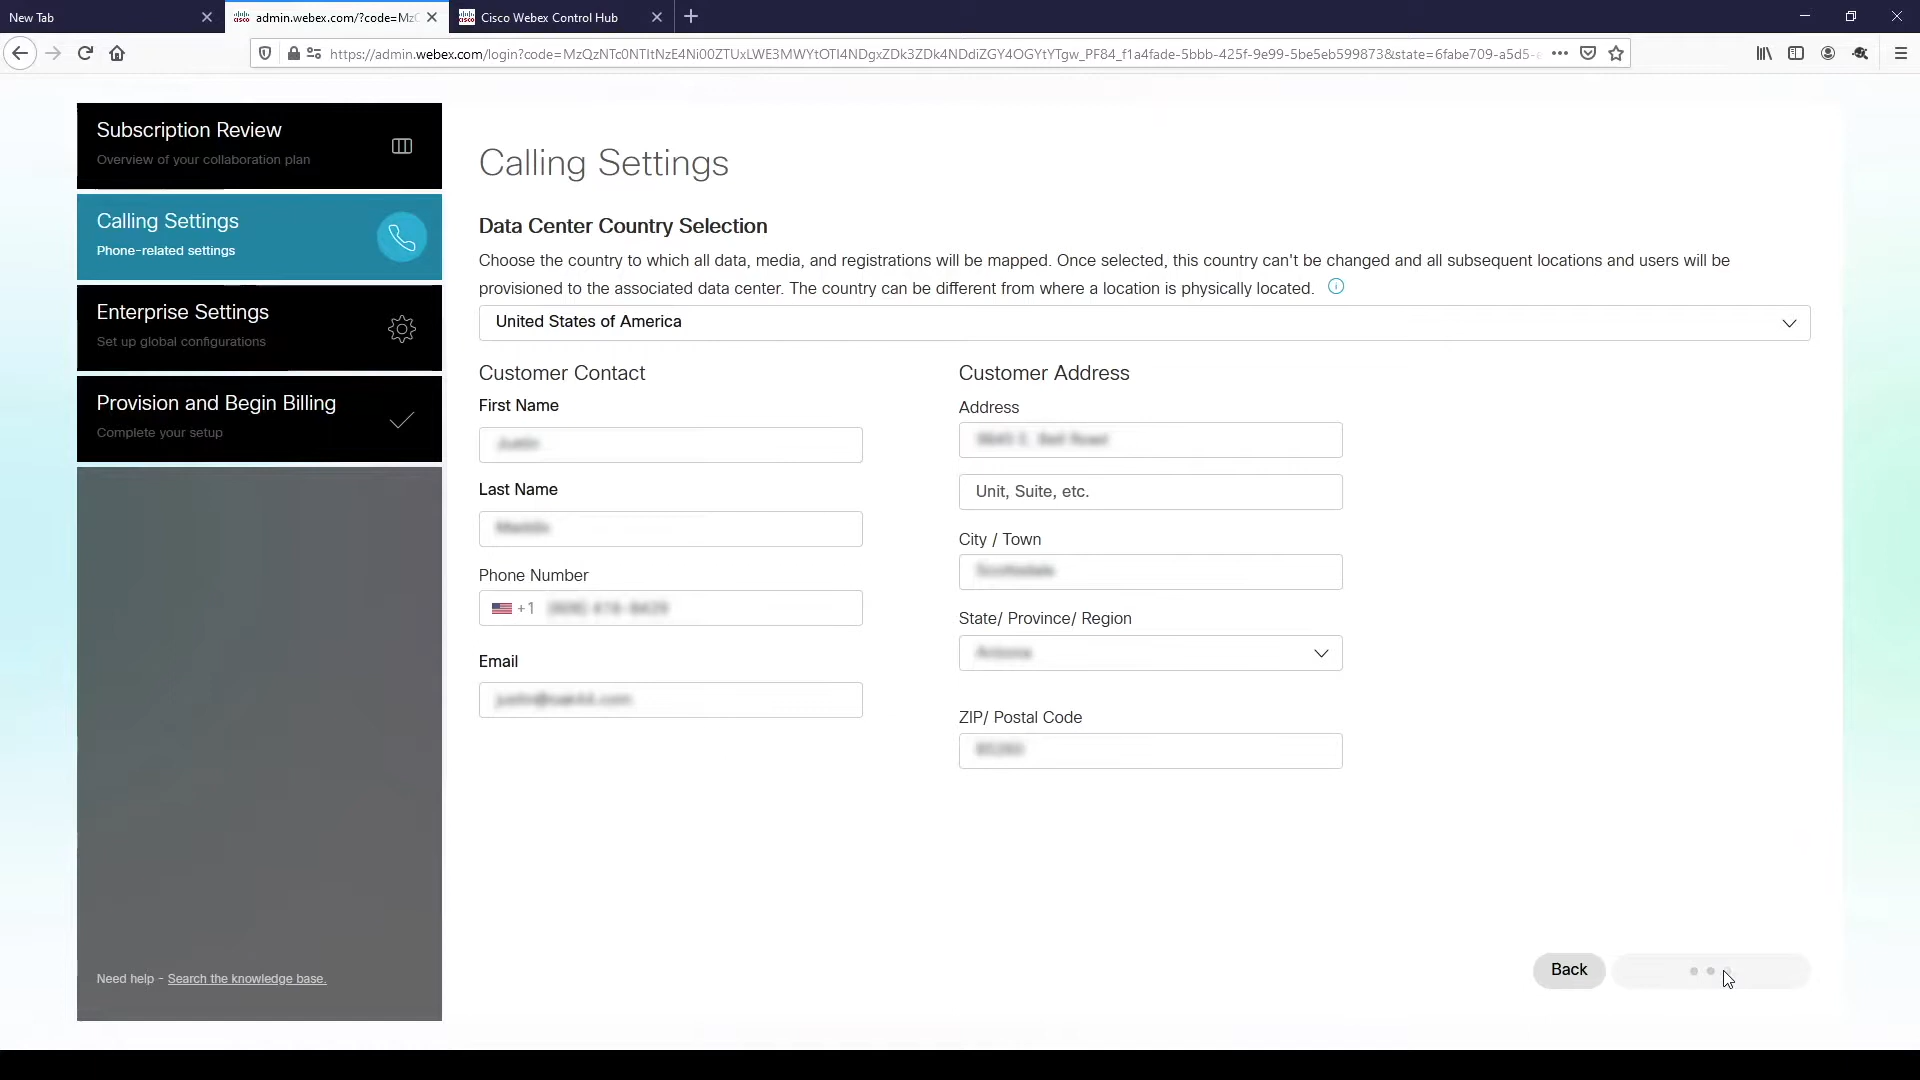 New Tab
admin.webex.com/?code=MzC
Cisco Webex Control Hub
https://admin.webex.com/login?code=MzQzNTc0NTItNzE4Ni00ZTUxLWE3MWYtOTI4NDgxZDk3ZDk4NDdiZGY4OGYtYTgw_PF84_f1a4fade-5bbb-425f-9e99-5be5eb599873&state=6fabe709-a5d5-
Subscription Review
Overview of your collaboration plan
Calling Settings
Phone-related settings
Enterprise Settings
Set up global configurations
Provision and Begin Billing
Complete your setup
Need help - Search the knowledge base.
Calling Settings
Data Center Country Selection
Choose the country to which all data, media, and registrations will be mapped. Once selected, this country can't be changed and all subsequent locations and users will be
provisioned to the associated data center. The country can be different from where a location is physically located.
United States of America
Customer Contact
First Name
Last Name
Phone Number
+1
Email
Customer Address
Address
Unit, Suite, etc.
City / Town
State/ Province/ Region
ZIP/ Postal Code
Back